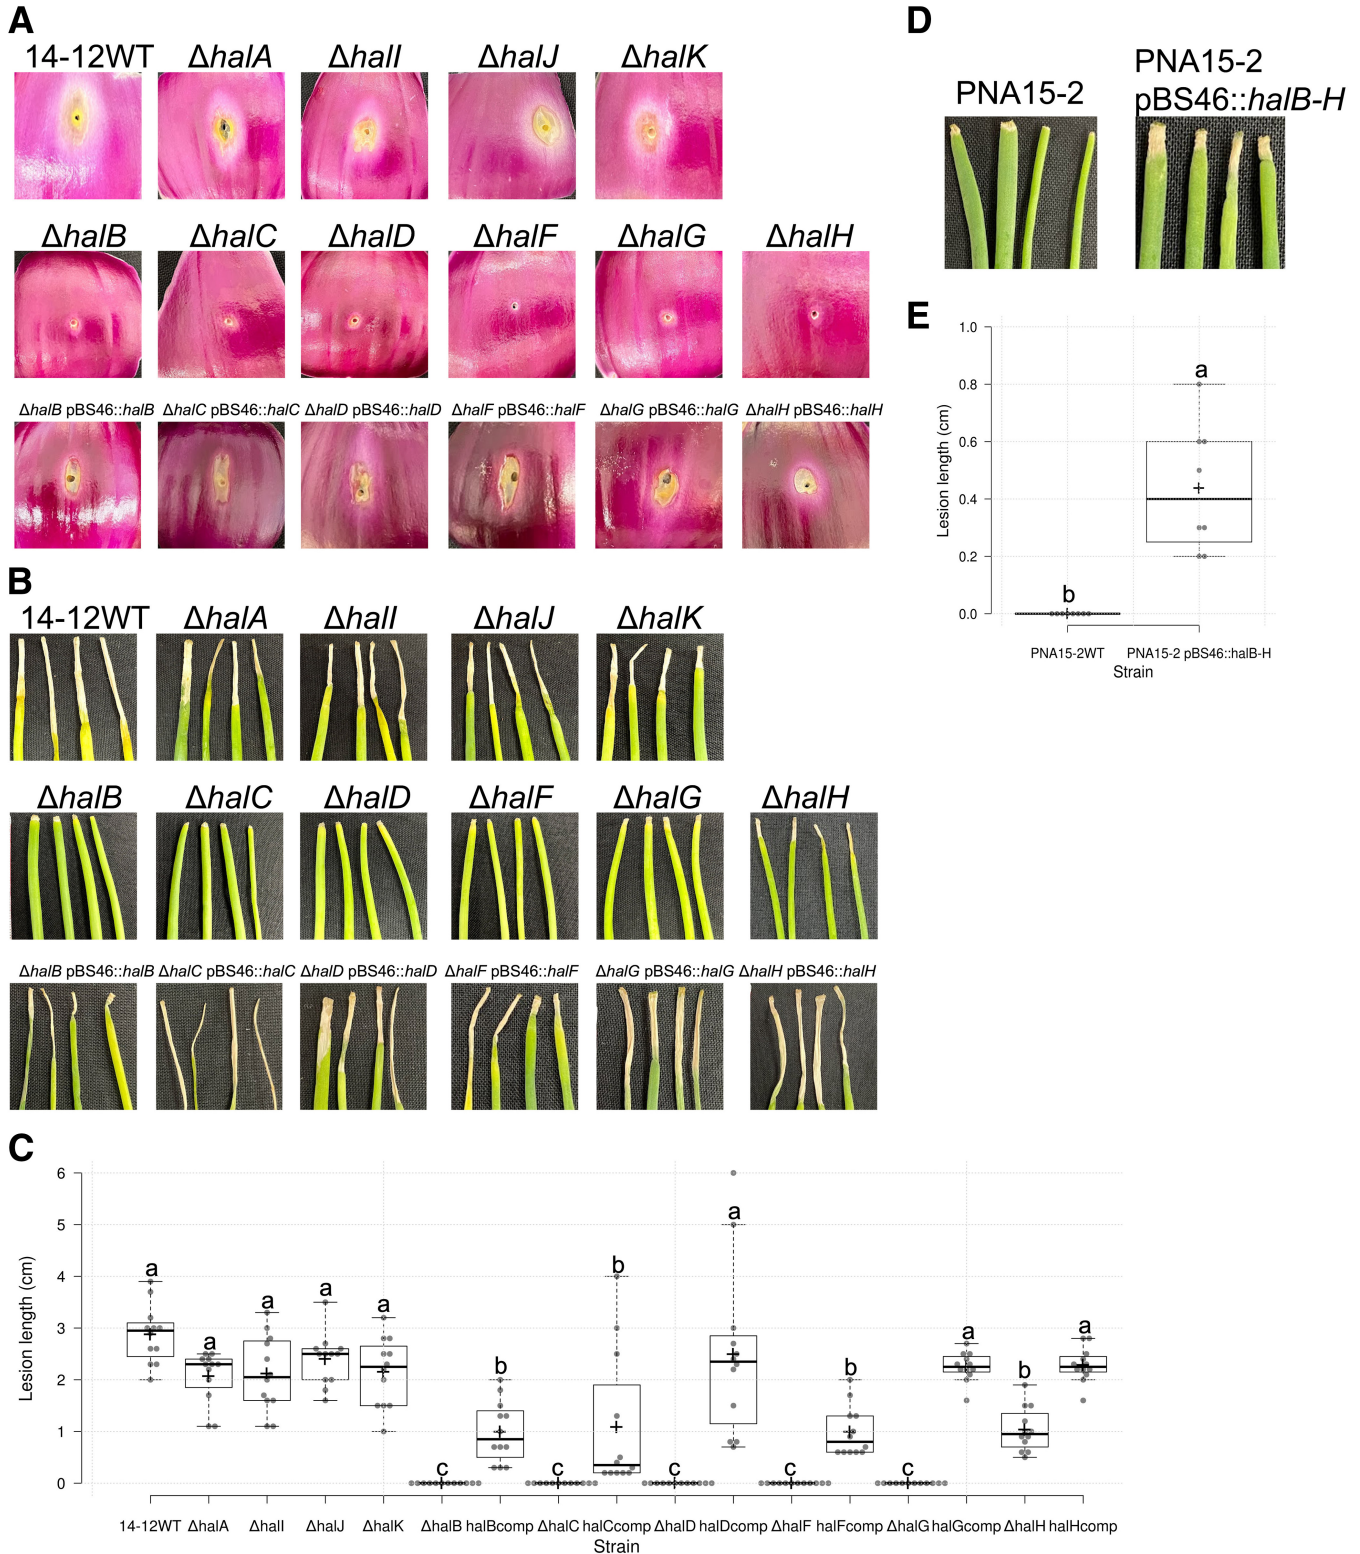 A
14-12WT ΔhalA ΔhalI ΔhalJ ΔhalK
ΔhalB ΔhalC ΔhalD ΔhalF ΔhalG ΔhalH
ΔhalB pBS46::halB ΔhalC pBS46::halC ΔhalD pBS46::halD ΔhalF pBS46::halF ΔhalG pBS46::halG ΔhalH pBS46::halH
B
14-12WT ΔhalA ΔhalI ΔhalJ ΔhalK
ΔhalB ΔhalC ΔhalD ΔhalF ΔhalG ΔhalH
ΔhalB pBS46::halB ΔhalC pBS46::halC ΔhalD pBS46::halD ΔhalF pBS46::halF ΔhalG pBS46::halG ΔhalH pBS46::halH
C
Lesion length (cm)
6
5
4
3
2
1
0
a a a a a c b c b c a c b c a b a
14-12WT ΔhalA ΔhalI ΔhalJ ΔhalK ΔhalB halBcomp ΔhalC halCcomp ΔhalD halDcomp ΔhalF halFcomp ΔhalG halGcomp ΔhalH halHcomp
Strain
D
PNA15-2
PNA15-2
pBS46::halB-H
E
Lesion length (cm)
1.0
0.8
0.6
0.4
0.2
0.0
b a
PNA15-2WT PNA15-2 pBS46::halB-H
Strain